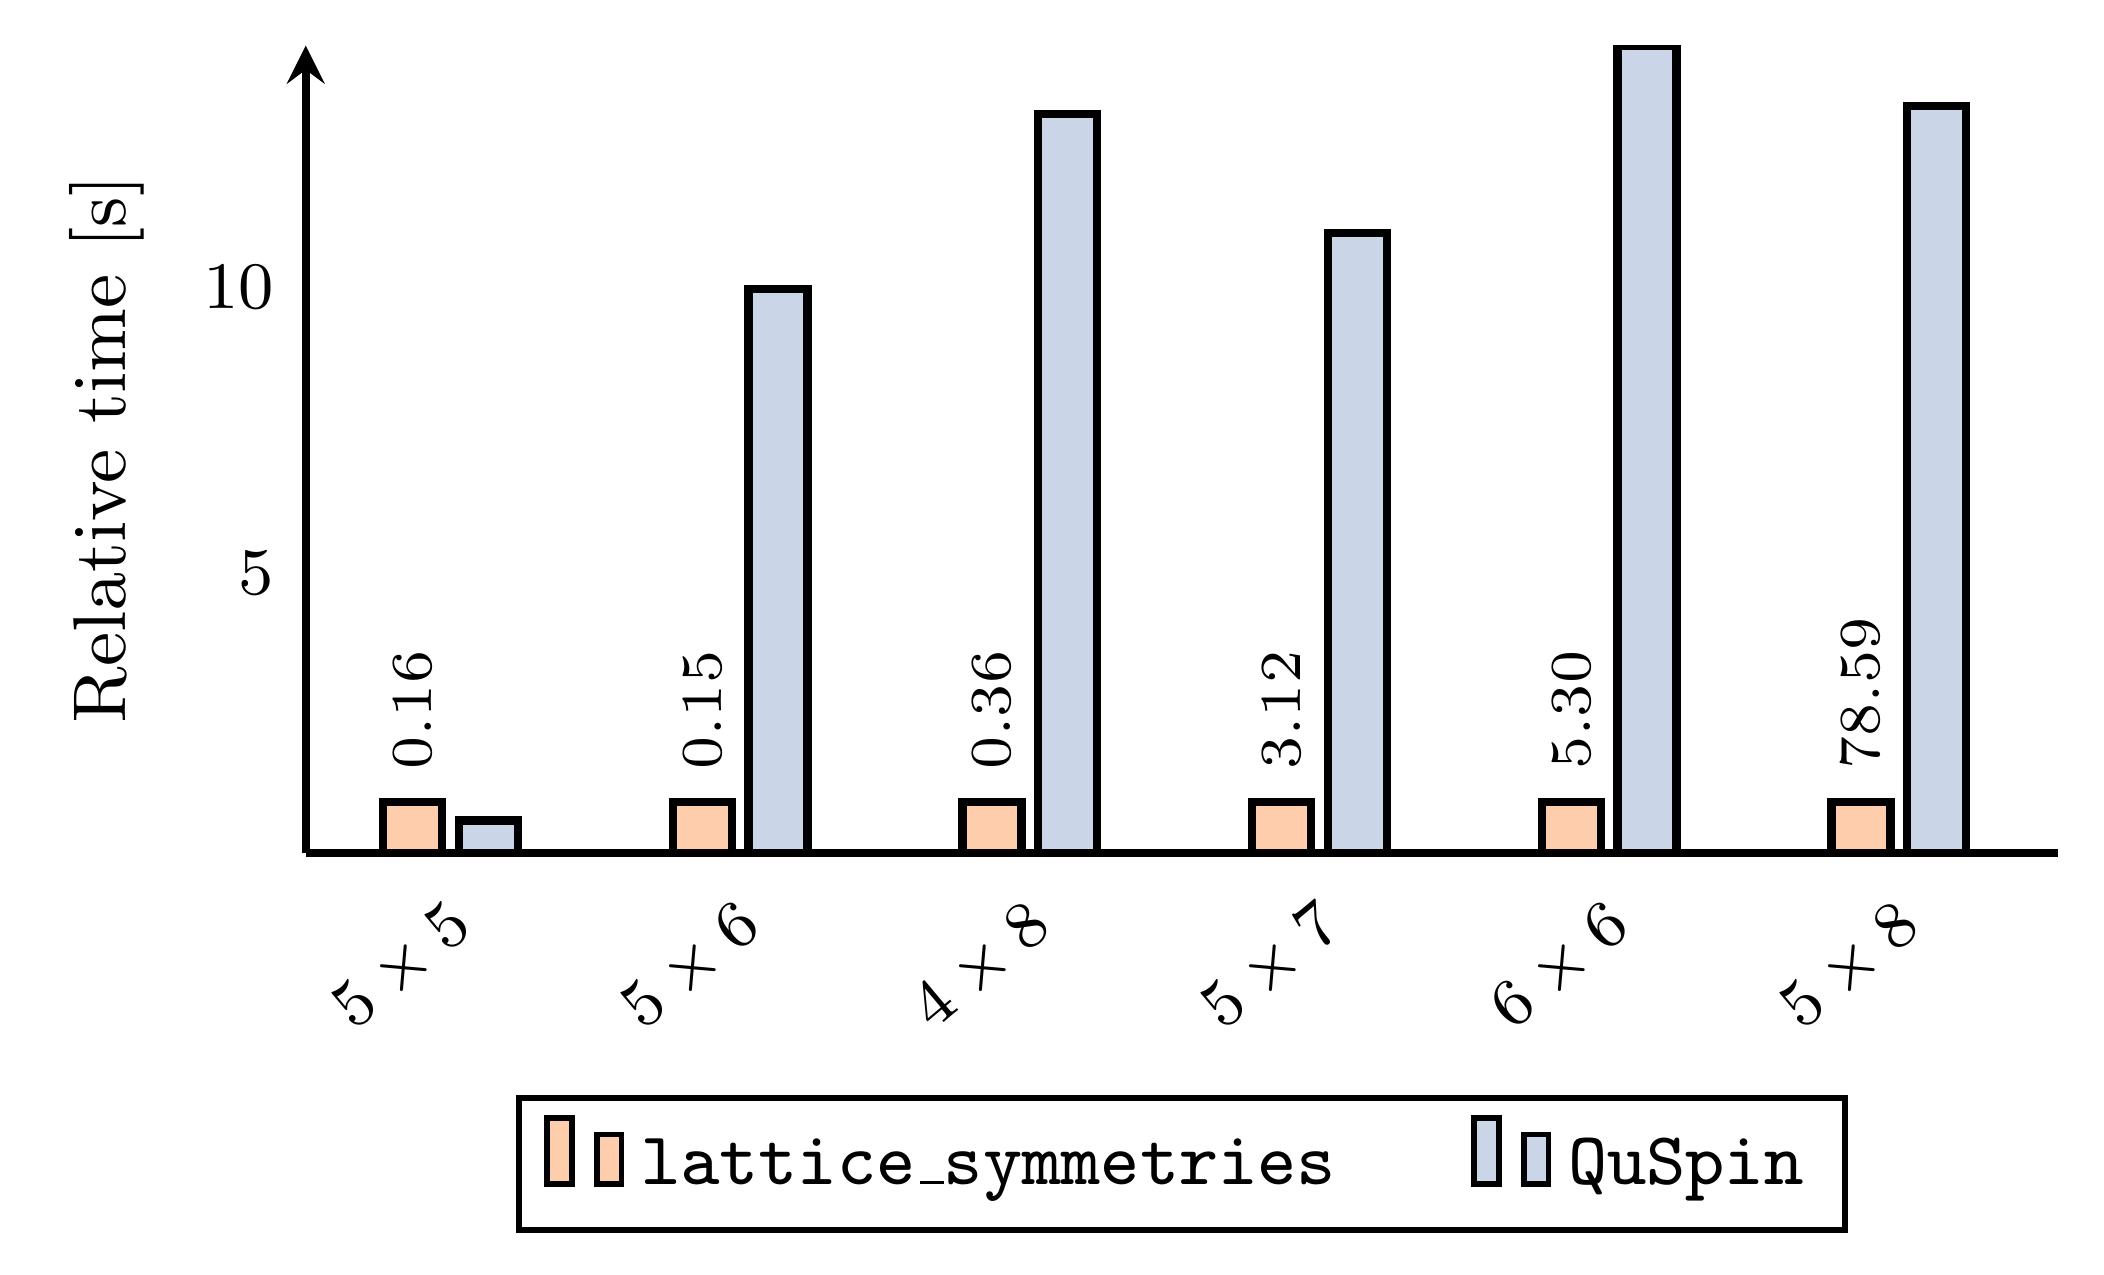 Relative time [s]
10
5
0.16
0.15
0.36
3.12
5.30
78.59
5 × 5
5 × 6
4 × 8
5 × 7
6 × 6
5 × 8
lattice_symmetries
QuSpin